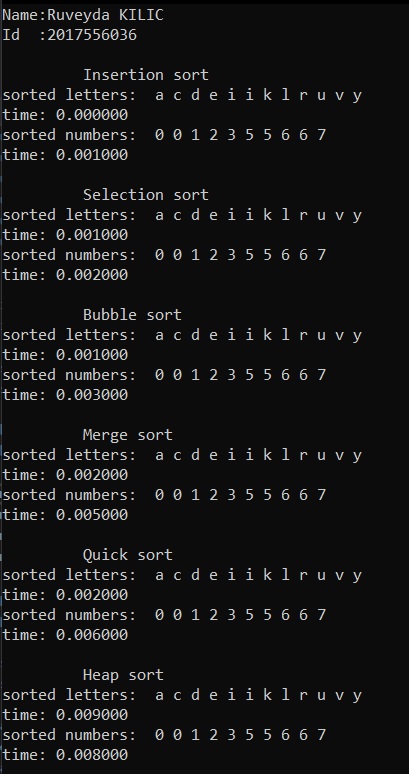 Name:Ruveyda KILIC
Id  :2017556036
Insertion sort
sorted letters:  a c d e i i k l r u v y
time: 0.000000
sorted numbers:  0 0 1 2 3 5 5 6 6 7
time: 0.001000
Selection sort
sorted letters:  a c d e i i k l r u v y
time: 0.001000
sorted numbers:  0 0 1 2 3 5 5 6 6 7
time: 0.002000
Bubble sort
sorted letters:  a c d e i i k l r u v y
time: 0.001000
sorted numbers:  0 0 1 2 3 5 5 6 6 7
time: 0.003000
Merge sort
sorted letters:  a c d e i i k l r u v y
time: 0.002000
sorted numbers:  0 0 1 2 3 5 5 6 6 7
time: 0.005000
Quick sort
sorted letters:  a c d e i i k l r u v y
time: 0.002000
sorted numbers:  0 0 1 2 3 5 5 6 6 7
time: 0.006000
Heap sort
sorted letters:  a c d e i i k l r u v y
time: 0.009000
sorted numbers:  0 0 1 2 3 5 5 6 6 7
time: 0.008000